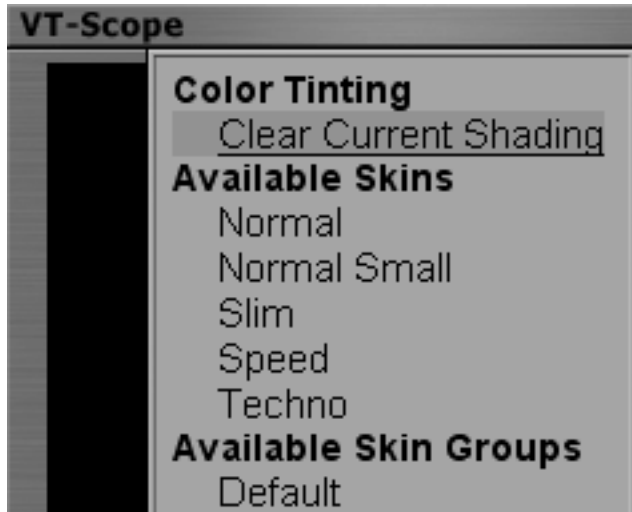 VT-Scope
Color Tinting
Clear Current Shading
Available Skins
Normal
Normal Small
Slim
Speed
Techno
Available Skin Groups
Default